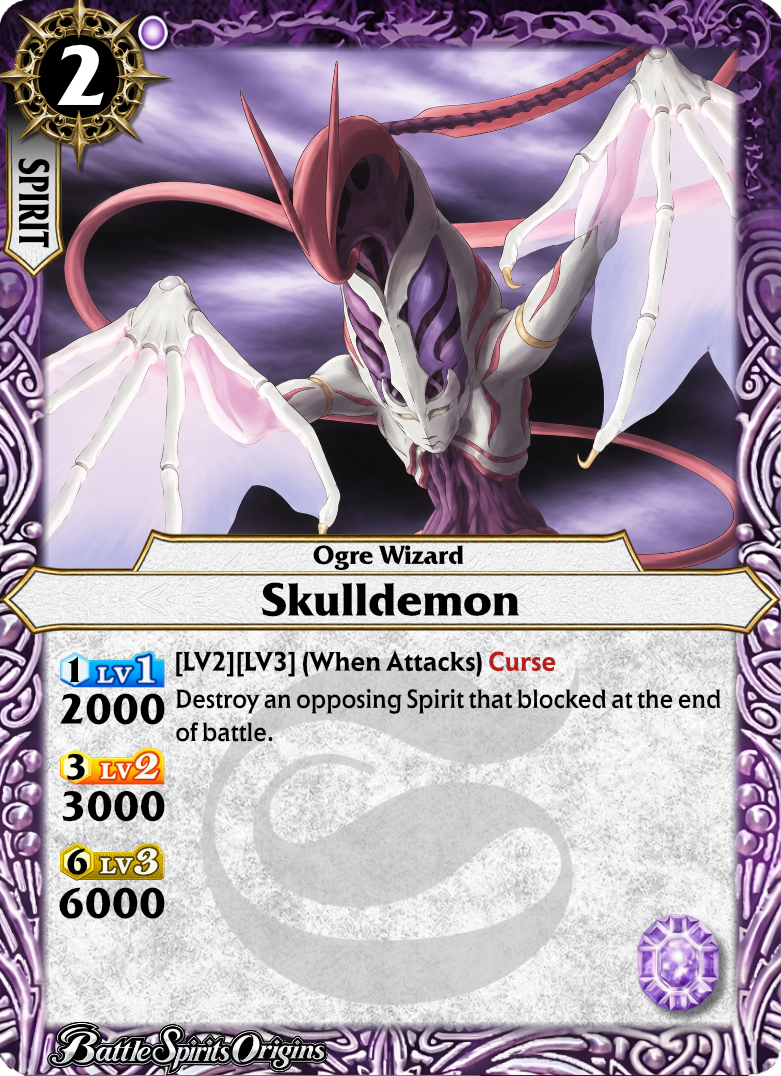 2
SPIRIT
Ogre Wizard
Skulldemon
1 LV1
2000
[LV2][LV3] (When Attacks) Curse
Destroy an opposing Spirit that blocked at the end
of battle.
3 LV2
3000
6 LV3
6000
Battle Spirits Origins